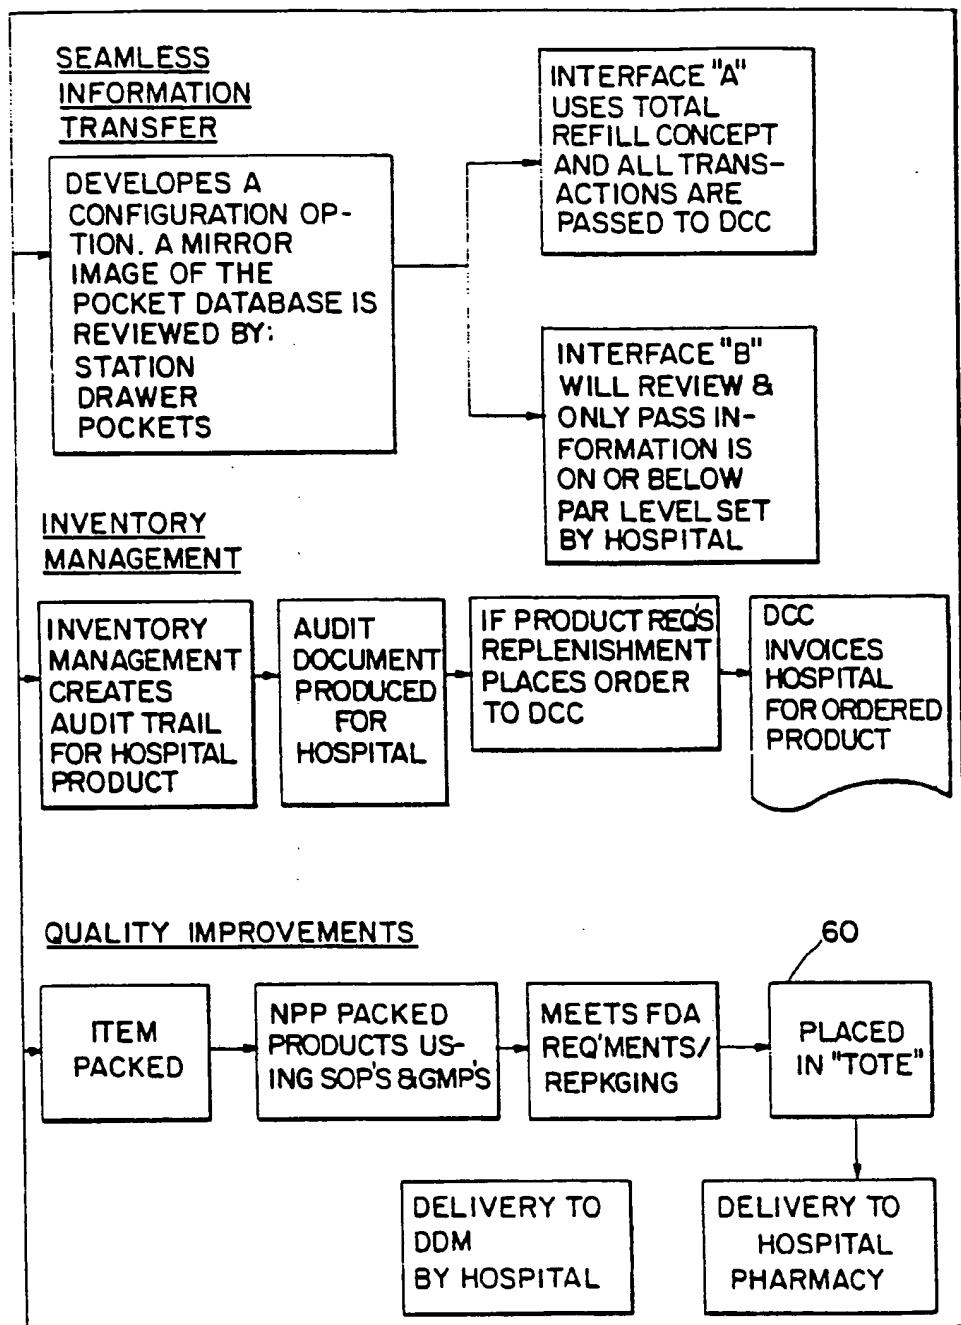 SEAMLESS
INFORMATION
TRANSFER
DEVELOPES A
CONFIGURATION OP-
TION. A MIRROR
IMAGE OF THE
POCKET DATABASE IS
REVIEWED BY:
STATION
DRAWER
POCKETS
INTERFACE "A"
USES TOTAL
REFILL CONCEPT
AND ALL TRANS-
ACTIONS ARE
PASSED TO DCC
INTERFACE "B"
WILL REVIEW &
ONLY PASS IN-
FORMATION IS
ON OR BELOW
PAR LEVEL SET
BY HOSPITAL
INVENTORY
MANAGEMENT
INVENTORY
MANAGEMENT
CREATES
AUDIT TRAIL
FOR HOSPITAL
PRODUCT
AUDIT
DOCUMENT
PRODUCED
FOR
HOSPITAL
IF PRODUCT REQ'S
REPLENISHMENT
PLACES ORDER
TO DCC
DCC
INVOICES
HOSPITAL
FOR ORDERED
PRODUCT
QUALITY IMPROVEMENTS
60
ITEM
PACKED
NPP PACKED
PRODUCTS US-
ING SOP'S &GMP'S
MEETS FDA
REQ'MENTS/
REPKGING
PLACED
IN "TOTE"
DELIVERY TO
DDM
BY HOSPITAL
DELIVERY TO
HOSPITAL
PHARMACY